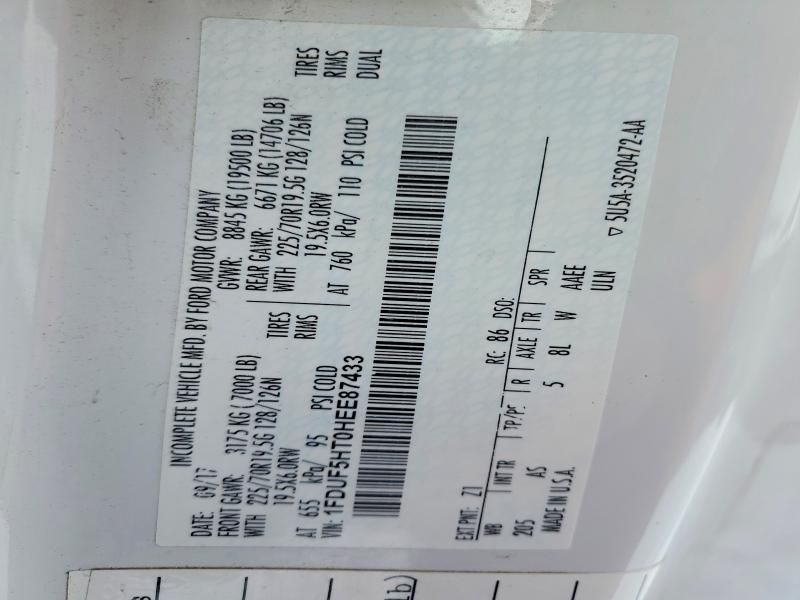 INCOMPLETE VEHICLE MFD. BY FORD MOTOR COMPANY
DATE: 09/17 GVWR: 8845 KG (19500 LB)
FRONT GAWR: 3175 KG (7000 LB) REAR GAWR: 6671 KG (14706 LB)
WITH 225/70R19.5G 128/126N TIRES WITH 225/70R19.5G 128/126N TIRES
19.5X6.0RW RIMS 19.5X6.0RW RIMS
AT 655 kPa/ 95 PSI COLD AT 760 kPa/ 110 PSI COLD DUAL
VIN: 1FDUF5HT0HEE87433
EXT PNT: Z1 RC: 86 DSO:
WB INT TR TP/PS R AXLE TR SPR
205 AS 5 8L W AAEE
MADE IN U.S.A. ULN
▽ 5U5A-3520472-AA
Lb)